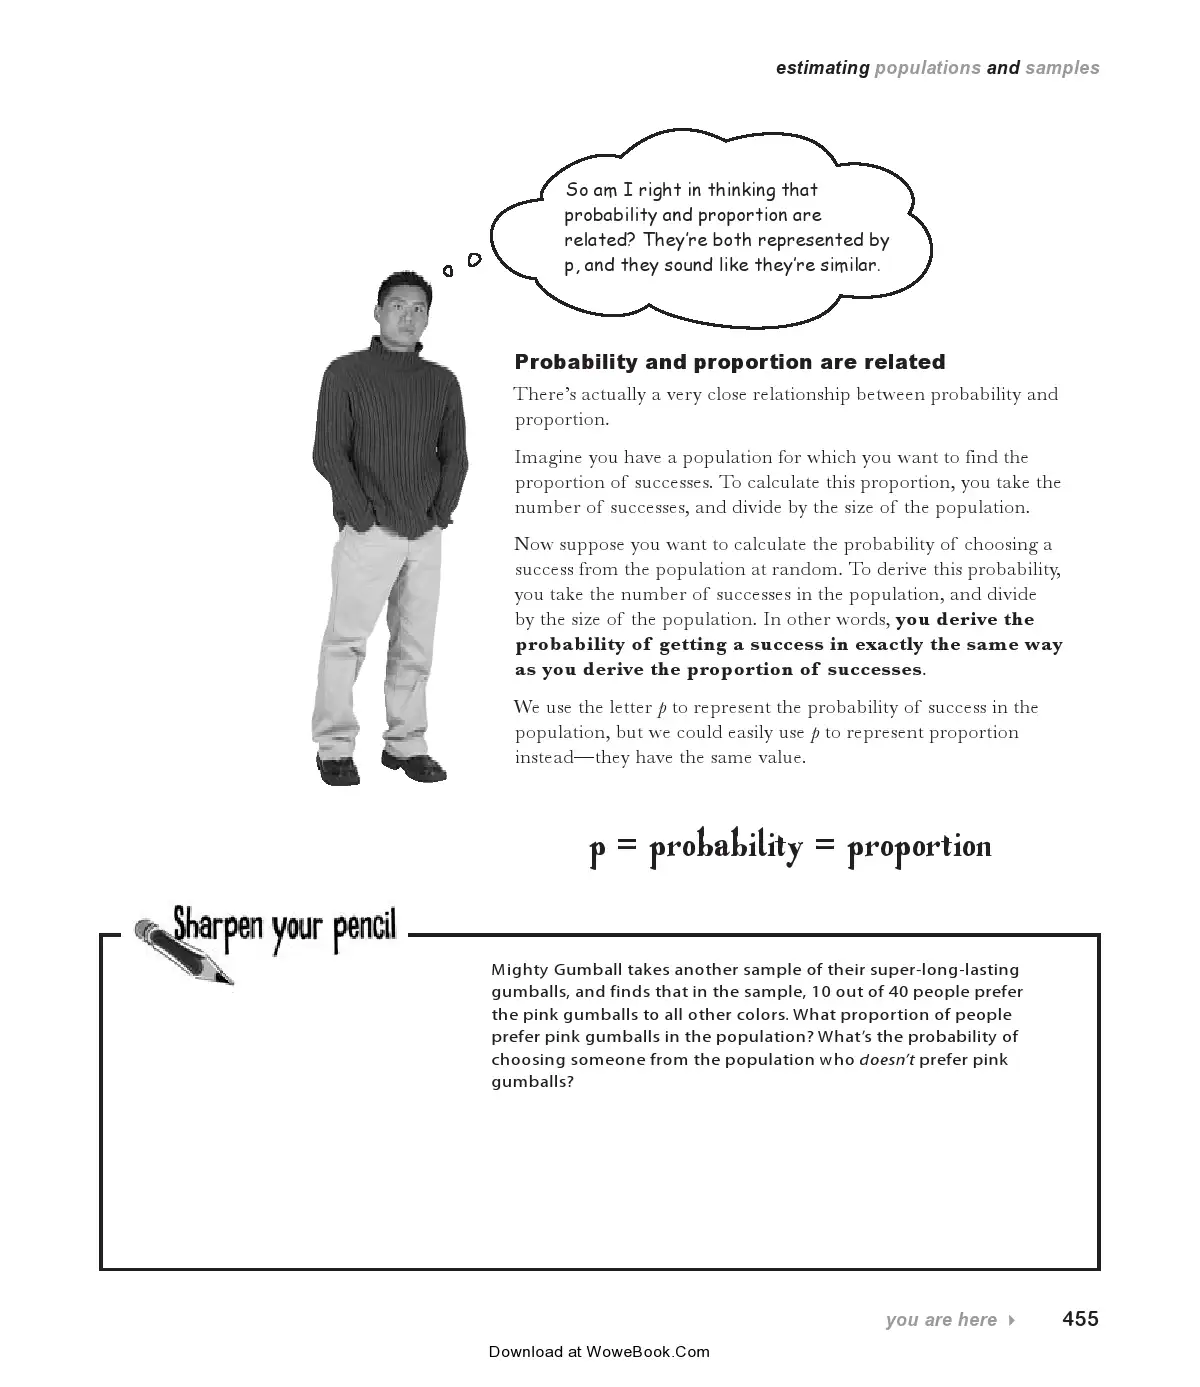 estimating populations and samples
So am I right in thinking that
probability and proportion are
related? They're both represented by
p, and they sound like they're similar.
Probability and proportion are related
There's actually a very close relationship between probability and
proportion.
Imagine you have a population for which you want to find the
proportion of successes. To calculate this proportion, you take the
number of successes, and divide by the size of the population.
Now suppose you want to calculate the probability of choosing a
success from the population at random. To derive this probability,
you take the number of successes in the population, and divide
by the size of the population. In other words, you derive the
probability of getting a success in exactly the same way
as you derive the proportion of successes.
We use the letter p to represent the probability of success in the
population, but we could easily use p to represent proportion
instead—they have the same value.
p = probability = proportion
Sharpen your pencil
Mighty Gumball takes another sample of their super-long-lasting
gumballs, and finds that in the sample, 10 out of 40 people prefer
the pink gumballs to all other colors. What proportion of people
prefer pink gumballs in the population? What's the probability of
choosing someone from the population who doesn't prefer pink
gumballs?
you are here 455
Download at WoweBook.Com